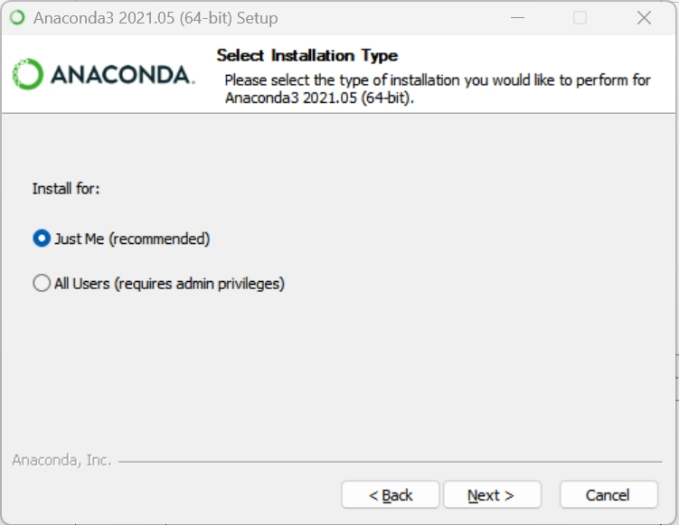 Anaconda3 2021.05 (64-bit) Setup
ANACONDA.
Select Installation Type
Please select the type of installation you would like to perform for
Anaconda3 2021.05 (64-bit).
Install for:
Just Me (recommended)
All Users (requires admin privileges)
Anaconda, Inc.
< Back
Next >
Cancel